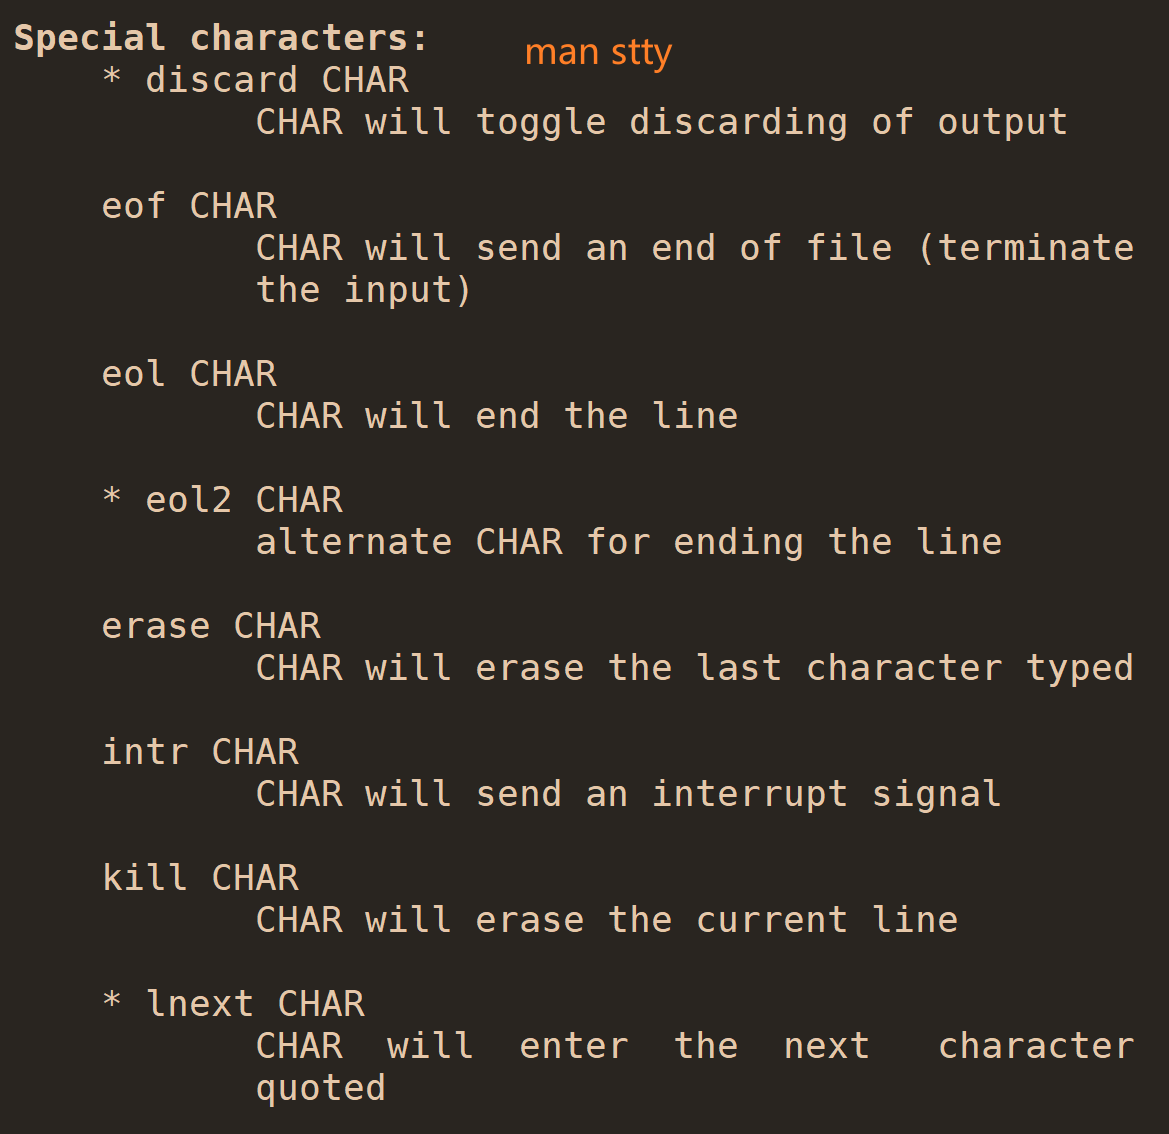 Special characters:
man stty
* discard CHAR
CHAR will toggle discarding of output
eof CHAR
CHAR will send an end of file (terminate
the input)
eol CHAR
CHAR will end the line
* eol2 CHAR
alternate CHAR for ending the line
erase CHAR
CHAR will erase the last character typed
intr CHAR
CHAR will send an interrupt signal
kill CHAR
CHAR will erase the current line
* lnext CHAR
CHAR will enter the next character
quoted